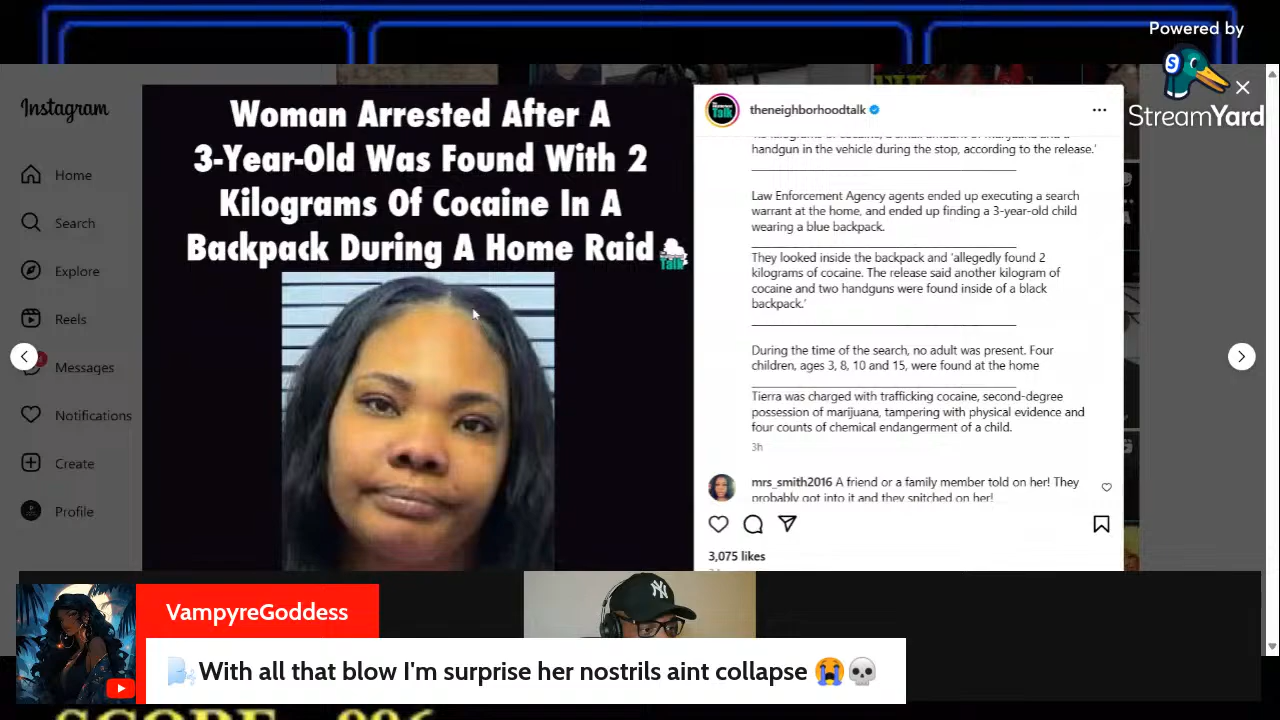 Powered by
StreamYard
Instagram
Home
Search
Explore
Reels
Messages
Notifications
Create
Profile
Woman Arrested After A
3-Year-Old Was Found With 2
Kilograms Of Cocaine In A
Backpack During A Home Raid
Talk
theneighborhoodtalk
handgun in the vehicle during the stop, according to the release.'
Law Enforcement Agency agents ended up executing a search
warrant at the home, and ended up finding a 3-year-old child
wearing a blue backpack.
They looked inside the backpack and 'allegedly found 2
kilograms of cocaine. The release said another kilogram of
cocaine and two handguns were found inside of a black
backpack.'
During the time of the search, no adult was present. Four
children, ages 3, 8, 10 and 15, were found at the home
Tierra was charged with trafficking cocaine, second-degree
possession of marijuana, tampering with physical evidence and
four counts of chemical endangerment of a child.
3h
mrs_smith2016 A friend or a family member told on her! They
probably got into it and they snitched on her!
3,075 likes
VampyreGoddess
🌬️With all that blow I'm surprise her nostrils aint collapse 😭💀